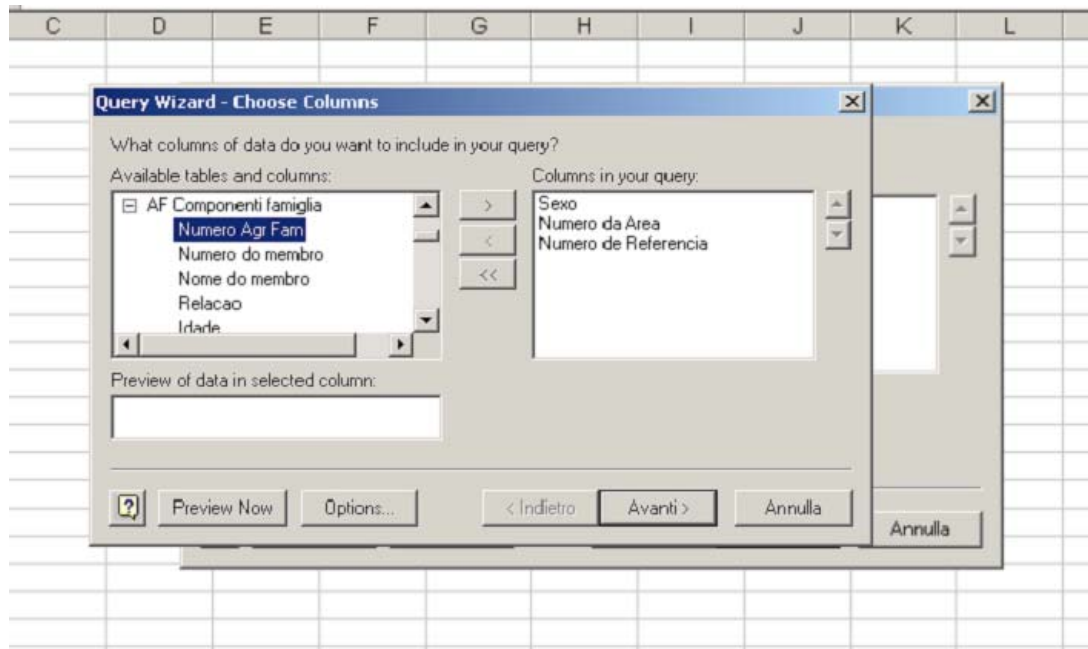 C D E F G H I J K L
Query Wizard - Choose Columns
What columns of data do you want to include in your query?
Available tables and columns:
Columns in your query:
AF Componenti famiglia
Numero Agr Fam
Numero do membro
Nome do membro
Relacao
Idade
>
<
<<
Sexo
Numero da Area
Numero de Referencia
Preview of data in selected column:
? Preview Now Options... < Indietro Avanti > Annulla
Annulla